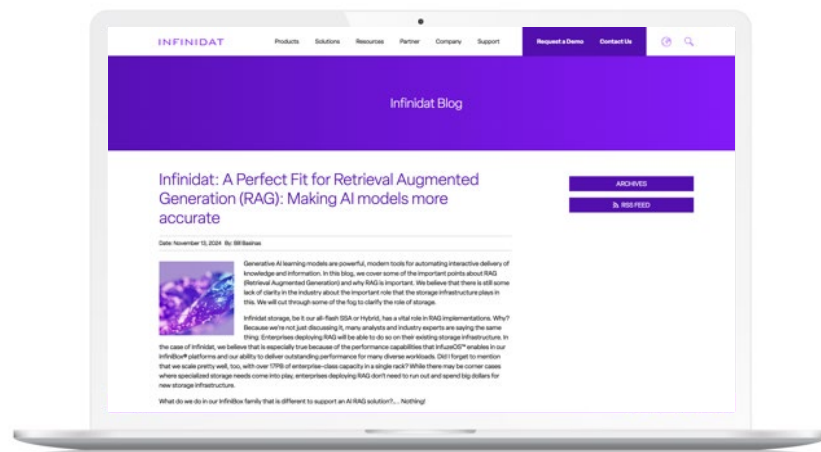 INFINIDAT
Products Solutions Resources Partner Company Support
Request a Demo Contact Us
Infinidat Blog
Infinidat: A Perfect Fit for Retrieval Augmented
Generation (RAG): Making AI models more
accurate
ARCHIVES
RSS FEED
Date: November 13, 2024 By: Bill Basinas
Generative AI learning models are powerful, modern tools for automating interactive delivery of
knowledge and information. In this blog, we cover some of the important points about RAG
(Retrieval Augmented Generation) and why RAG is important. We believe that there is still some
lack of clarity in the industry about the important role that the storage infrastructure plays in
this. We will cut through some of the fog to clarify the role of storage.
Infinidat storage, be it our all-flash SSA or Hybrid, has a vital role in RAG implementations. Why?
Because we're not just discussing it, many analysts and industry experts are saying the same
thing: Enterprises deploying RAG will be able to do so on their existing storage infrastructure. In
the case of Infinidat, we believe that is especially true because of the performance capabilities that InfuzeOS™ enables in our
InfiniBox® platforms and our ability to deliver outstanding performance for many diverse workloads. Did I forget to mention
that we scale pretty well, too, with over 17PB of enterprise-class capacity in a single rack? While there may be corner cases
where specialized storage needs come into play, enterprises deploying RAG don't need to run out and spend big dollars for
new storage infrastructure.
What do we do in our InfiniBox family that is different to support an AI RAG solution?.... Nothing!